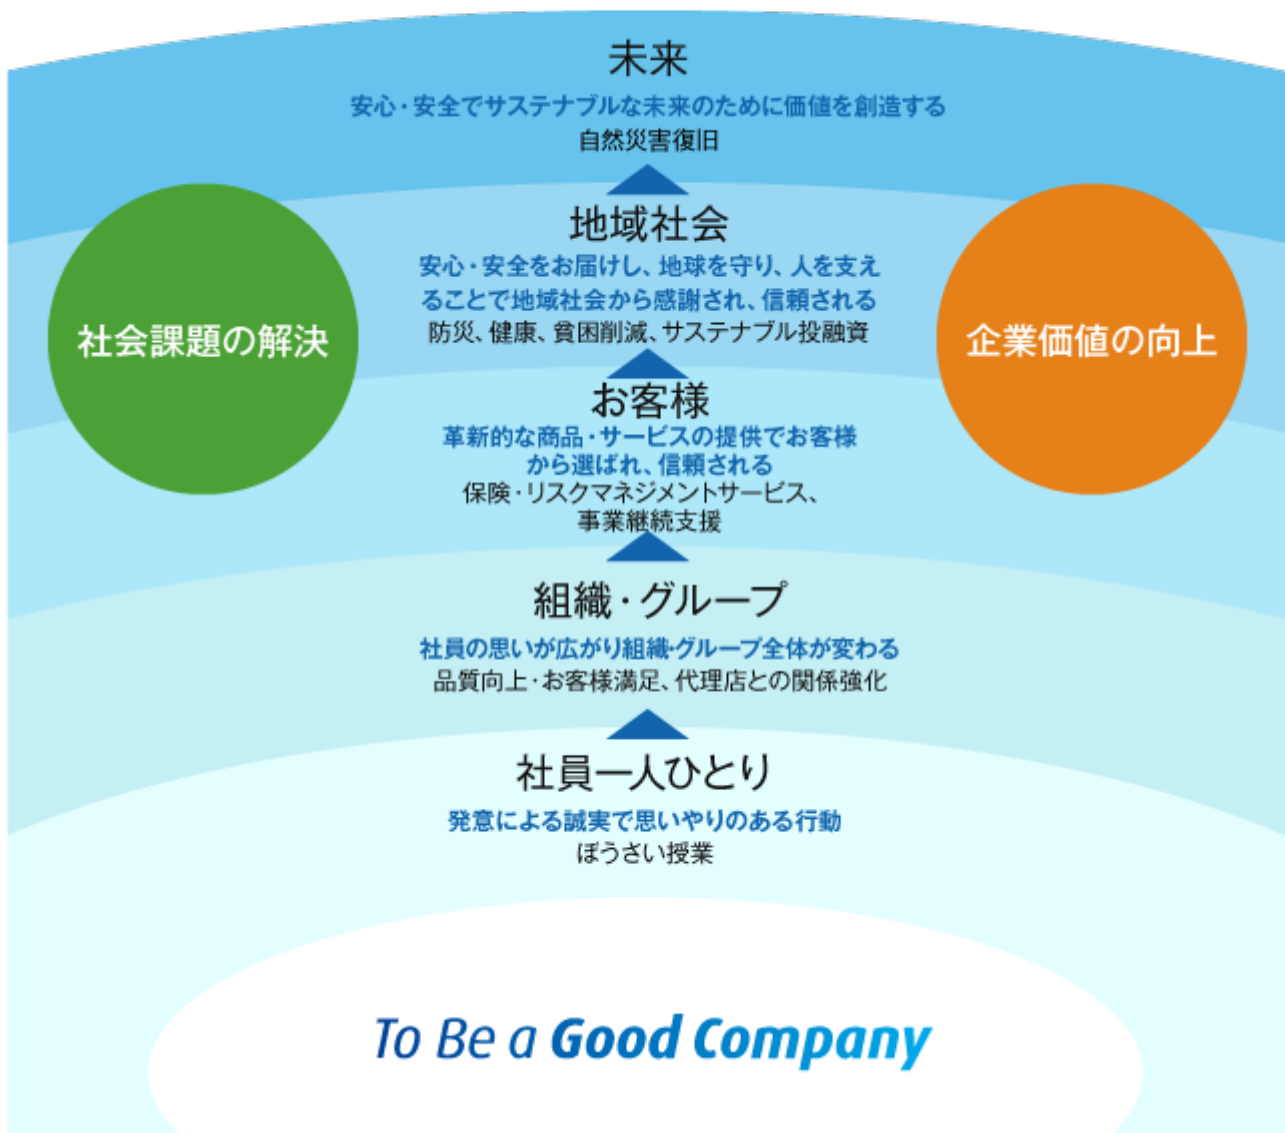 未来
安心・安全でサステナブルな未来のために価値を創造する
自然災害復旧
地域社会
安心・安全をお届けし、地球を守り、人を支え
ることで地域社会から感謝され、信頼される
防災、健康、貧困削減、サステナブル投融資
社会課題の解決
企業価値の向上
お客様
革新的な商品・サービスの提供でお客様
から選ばれ、信頼される
保険・リスクマネジメントサービス、
事業継続支援
組織・グループ
社員の思いが広がり組織・グループ全体が変わる
品質向上・お客様満足、代理店との関係強化
社員一人ひとり
発意による誠実で思いやりのある行動
ぼうさい授業
To Be a Good Company